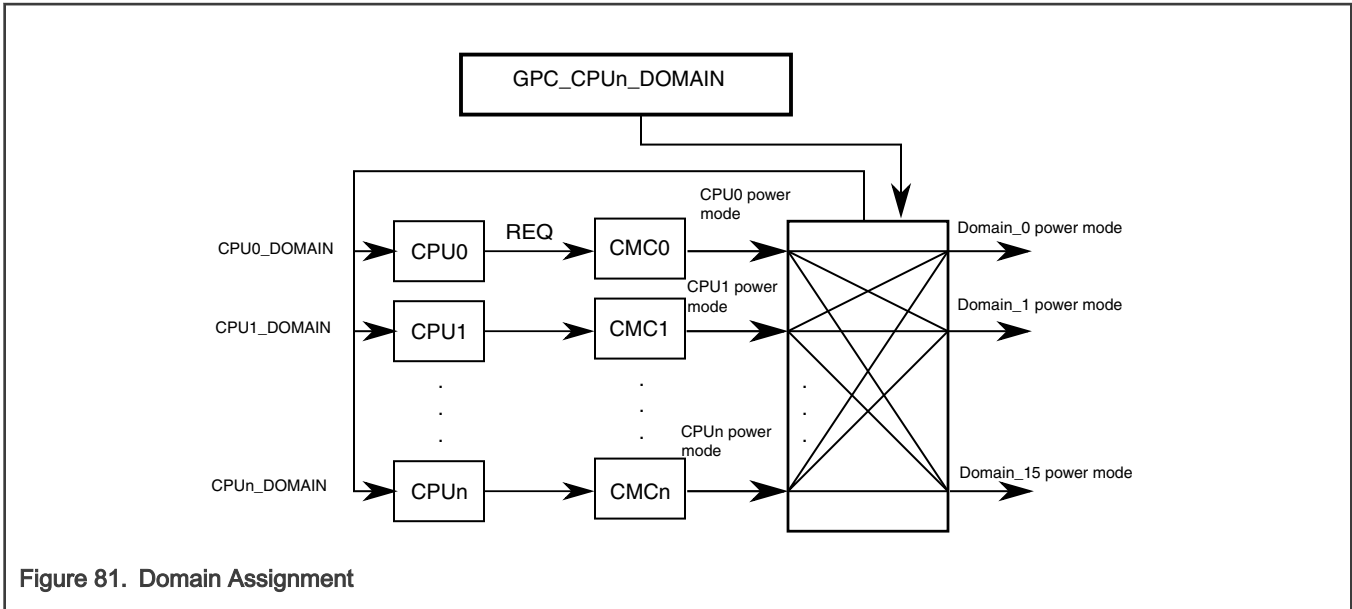 GPC_CPUn_DOMAIN
CPU0 power
mode
Domain_0 power mode
CPU0_DOMAIN
CPU0
REQ
CMC0
CPU1 power
mode
Domain_1 power mode
CPU1_DOMAIN
CPU1
CMC1
CPUn power
mode
Domain_15 power mode
CPUn_DOMAIN
CPUn
CMCn
Figure 81. Domain Assignment